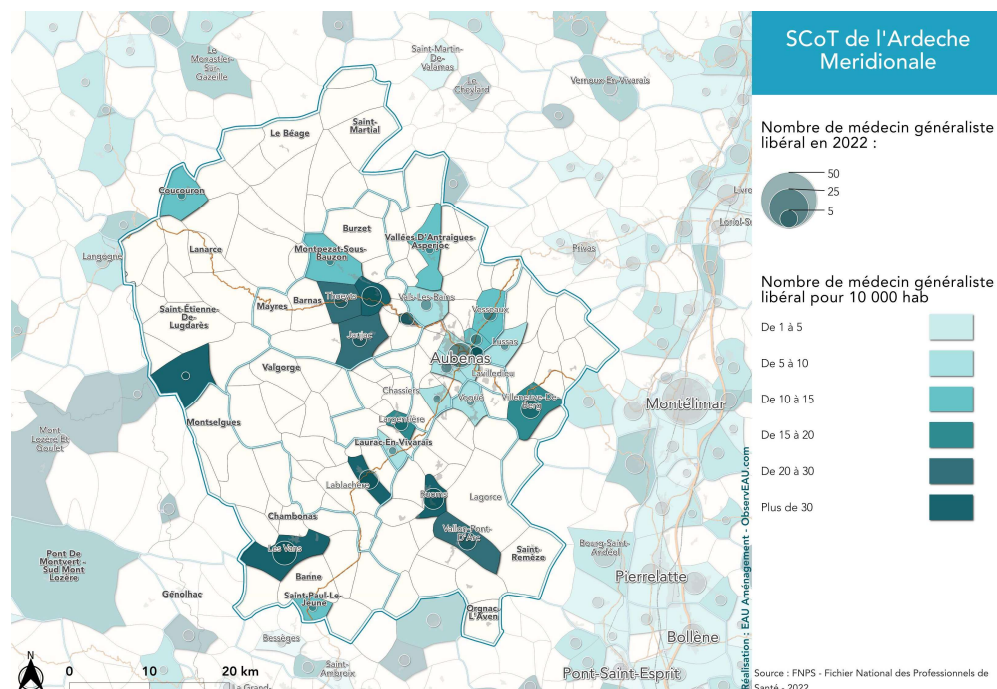 SCoT de l'Ardeche
Meridionale
Nombre de médecin généraliste
libéral en 2022 :
50
25
5
Nombre de médecin généraliste
libéral pour 10 000 hab
De 1 à 5
De 5 à 10
De 10 à 15
De 15 à 20
De 20 à 30
Plus de 30
Source : FNPS - Fichier National des Professionnels de
Santé - 2022
Réalisation : EAU Aménagement - ObservEAU.com
Le
Monastier-
Sur-
Gazeille
Saint-Martin-
De-
Valamas
Le
Cheylard
Vernoux-En-Vivarais
Le Béage
Saint-
Martial
Coucouron
Burzet
Vallées D'Antraigues-
Asperjoc
Privas
Langogne
Lanarce
Montpezat-Sous-
Bauzon
Thueyts
Barnas
Mayres
Vals-Les-Bains
Vesseaux
Saint-Étienne-
De-
Lugdarès
Jaujac
Lussas
Aubenas
Lavilledieu
Valgorge
Chassiers
Vogüé
Villeneuve-De-
Berg
Montélimar
Montselgues
Largentière
Laurac-En-Vivarais
Mont
Lozère Et
Goulet
Lablachère
Ruoms
Lagorce
Chambonas
Vallon-Pont-
D'Arc
Les Vans
Saint-
Remèze
Bourg-Saint-
Andéol
Pont De
Montvert -
Sud Mont
Lozère
Banne
Pierrelatte
Génolhac
Saint-Paul-Le-
Jeune
Orgnac-
L'Aven
Bessèges
Bollène
Saint-
Ambroix
Pont-Saint-Esprit
La Grand-
N
0 10 20 km